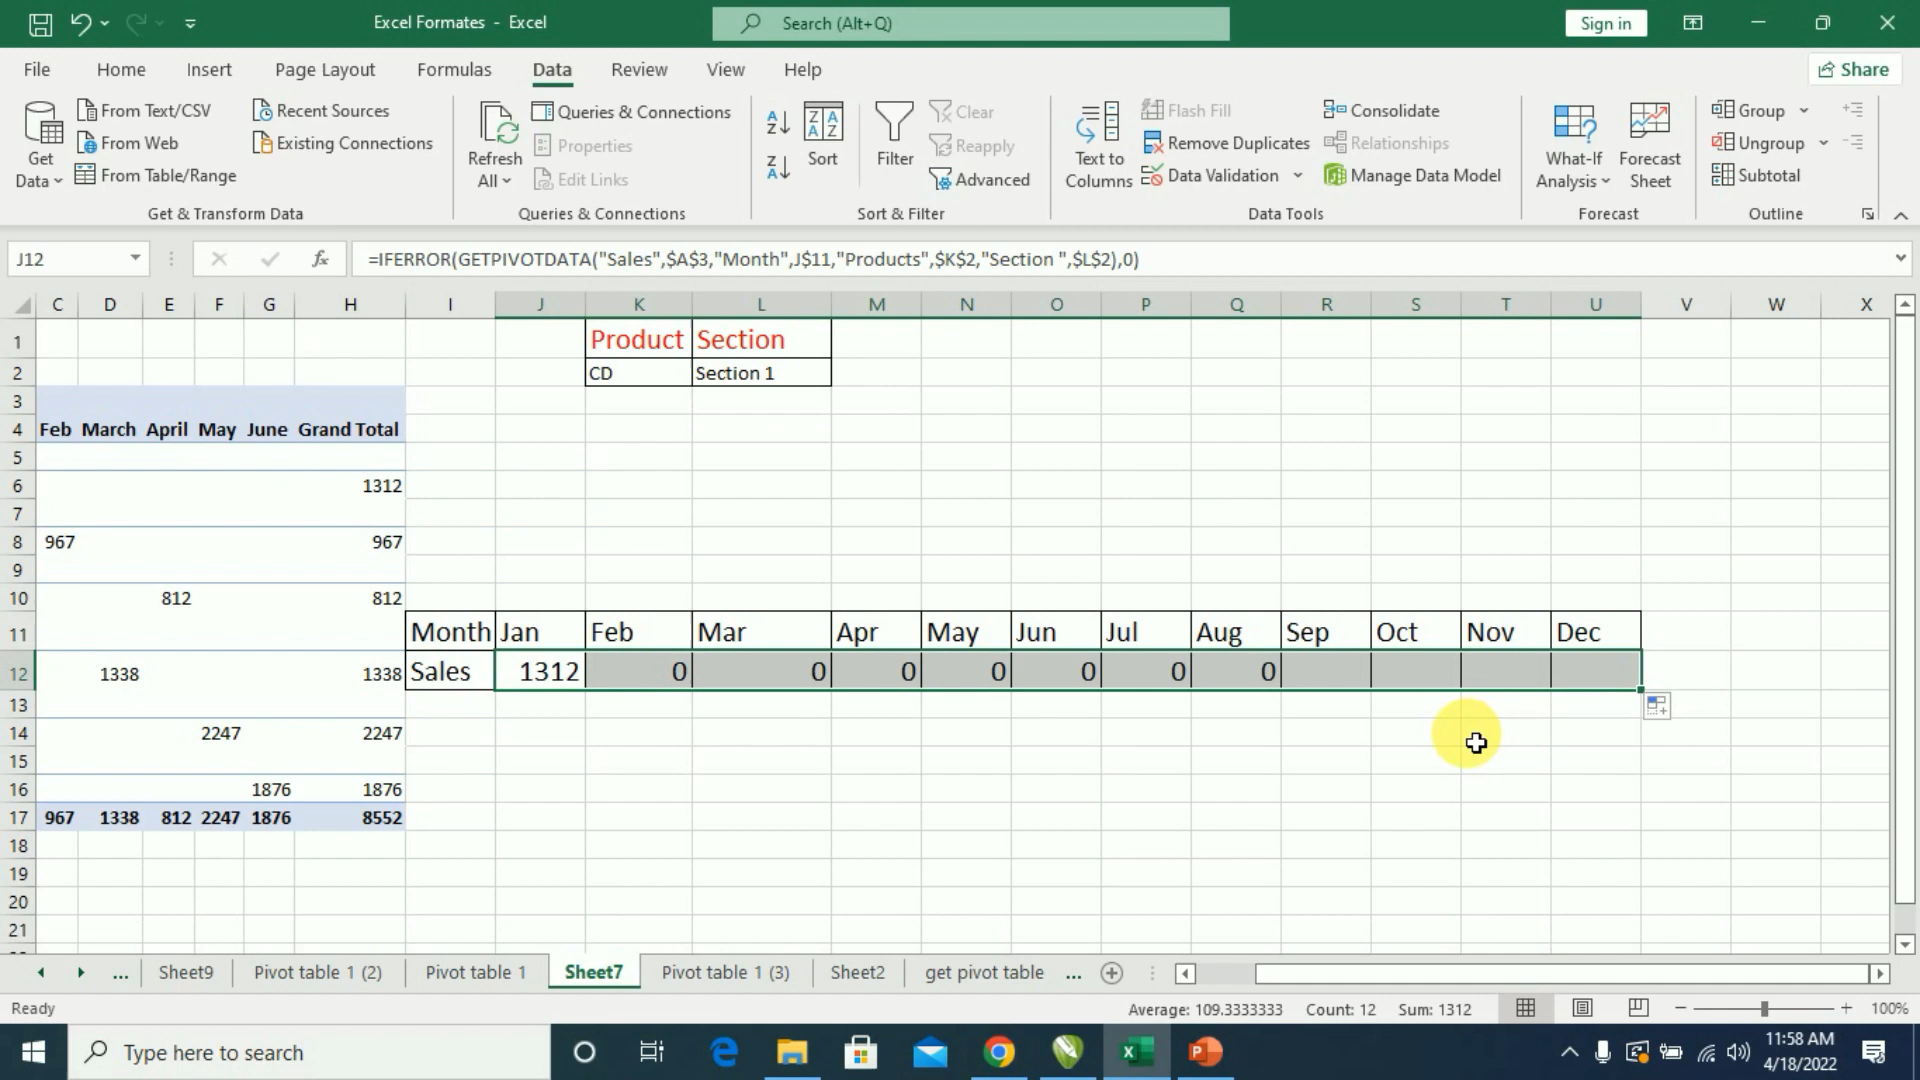 Excel Formates - Excel
Search (Alt+Q)
Sign in
File Home Insert Page Layout Formulas Data Review View Help
Share
Get Data
From Text/CSV
From Web
From Table/Range
Recent Sources
Existing Connections
Get & Transform Data
Refresh All
Queries & Connections
Properties
Edit Links
Queries & Connections
Sort
Filter
Clear
Reapply
Advanced
Sort & Filter
Text to Columns
Flash Fill
Remove Duplicates
Data Validation
Consolidate
Relationships
Manage Data Model
Data Tools
What-If Analysis
Forecast Sheet
Forecast
Group
Ungroup
Subtotal
Outline
J12
fx
=IFERROR(GETPIVOTDATA("Sales",$A$3,"Month",J$11,"Products",$K$2,"Section ",$L$2),0)
C D E F G H I J K L M N O P Q R S T U V W X
1 Product Section
2 CD Section 1
3
4 Feb March April May June Grand Total
5
6 1312
7
8 967 967
9
10 812 812
11 Month Jan Feb Mar Apr May Jun Jul Aug Sep Oct Nov Dec
12 1338 1338 Sales 1312 0 0 0 0 0 0 0
13
14 2247 2247
15
16 1876 1876
17 967 1338 812 2247 1876 8552
18
19
20
21
... Sheet9 Pivot table 1 (2) Pivot table 1 Sheet7 Pivot table 1 (3) Sheet2 get pivot table ...
Ready
Average: 109.3333333 Count: 12 Sum: 1312
100%
Type here to search
11:58 AM
4/18/2022